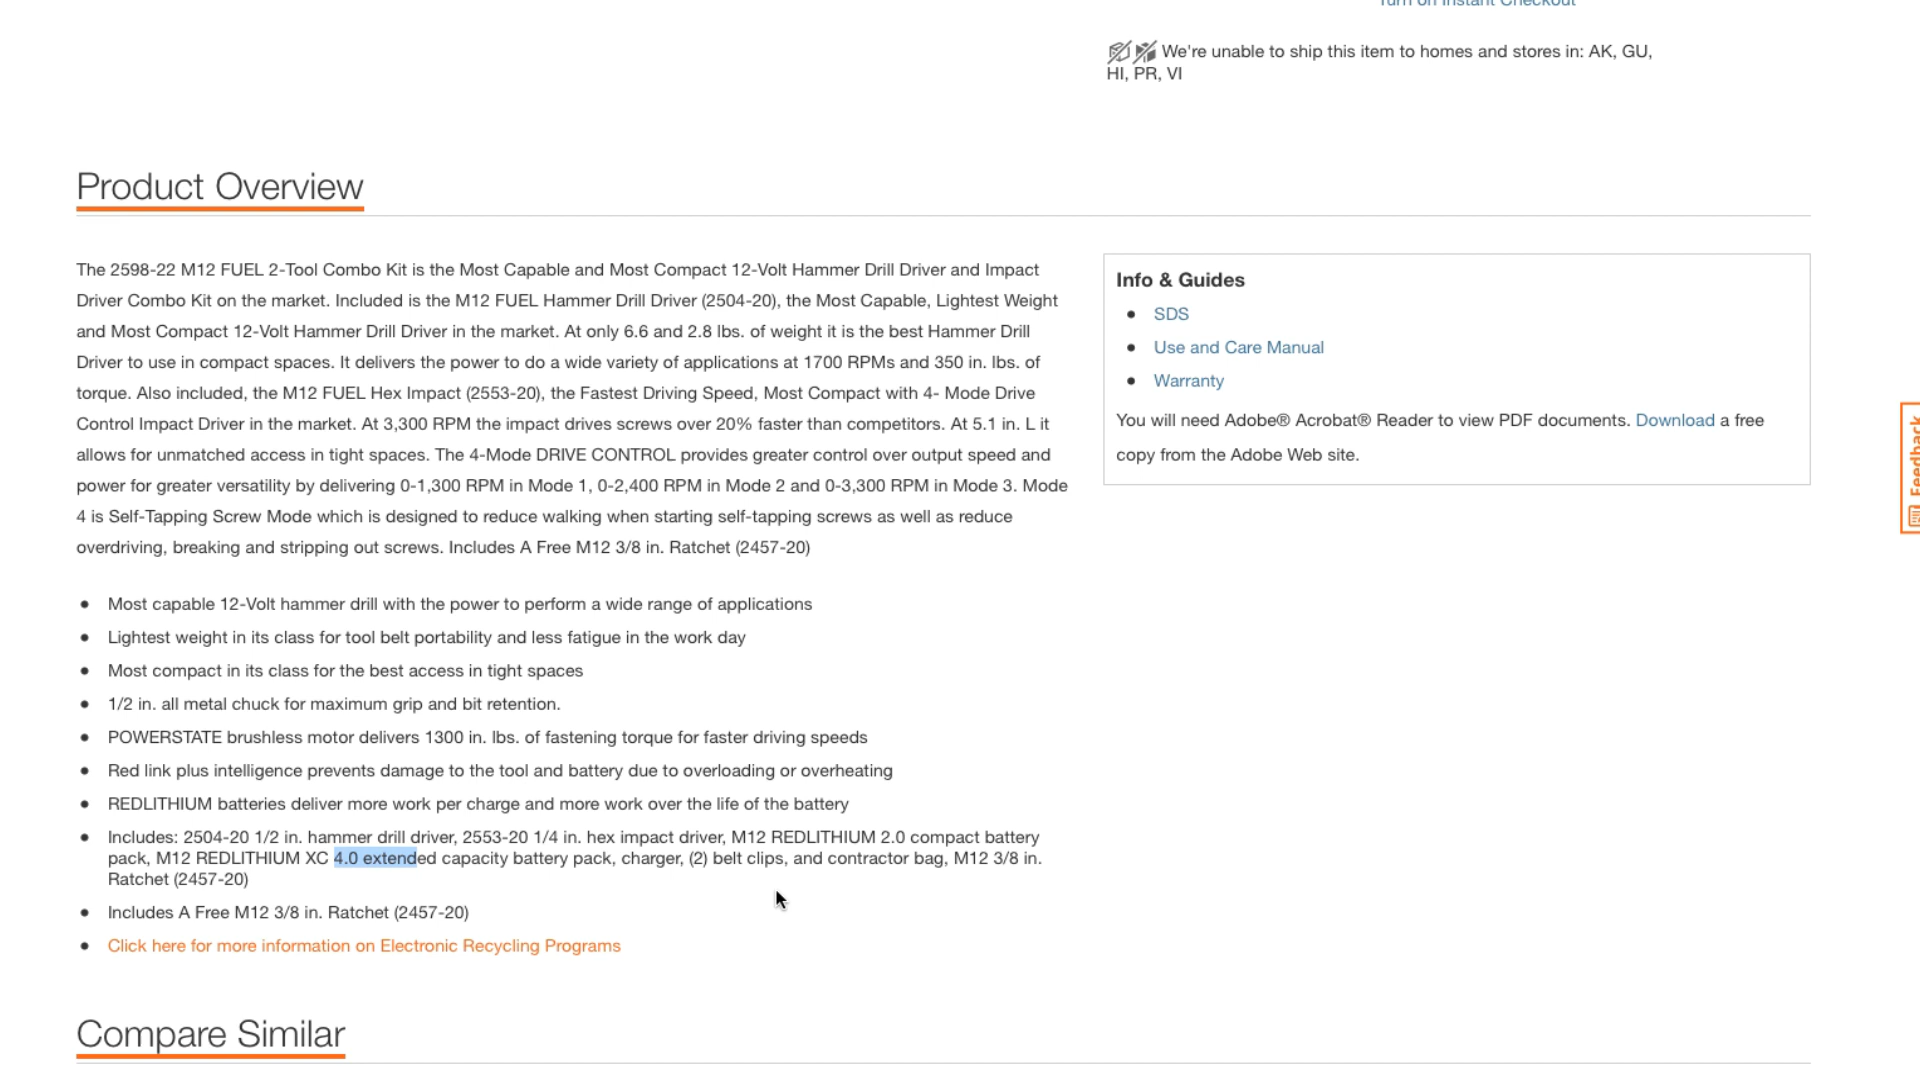 Turn on Instant Checkout
We're unable to ship this item to homes and stores in: AK, GU,
HI, PR, VI
Product Overview
The 2598-22 M12 FUEL 2-Tool Combo Kit is the Most Capable and Most Compact 12-Volt Hammer Drill Driver and Impact
Driver Combo Kit on the market. Included is the M12 FUEL Hammer Drill Driver (2504-20), the Most Capable, Lightest Weight
and Most Compact 12-Volt Hammer Drill Driver in the market. At only 6.6 and 2.8 lbs. of weight it is the best Hammer Drill
Driver to use in compact spaces. It delivers the power to do a wide variety of applications at 1700 RPMs and 350 in. lbs. of
torque. Also included, the M12 FUEL Hex Impact (2553-20), the Fastest Driving Speed, Most Compact with 4- Mode Drive
Control Impact Driver in the market. At 3,300 RPM the impact drives screws over 20% faster than competitors. At 5.1 in. L it
allows for unmatched access in tight spaces. The 4-Mode DRIVE CONTROL provides greater control over output speed and
power for greater versatility by delivering 0-1,300 RPM in Mode 1, 0-2,400 RPM in Mode 2 and 0-3,300 RPM in Mode 3. Mode
4 is Self-Tapping Screw Mode which is designed to reduce walking when starting self-tapping screws as well as reduce
overdriving, breaking and stripping out screws. Includes A Free M12 3/8 in. Ratchet (2457-20)
• Most capable 12-Volt hammer drill with the power to perform a wide range of applications
• Lightest weight in its class for tool belt portability and less fatigue in the work day
• Most compact in its class for the best access in tight spaces
• 1/2 in. all metal chuck for maximum grip and bit retention.
• POWERSTATE brushless motor delivers 1300 in. lbs. of fastening torque for faster driving speeds
• Red link plus intelligence prevents damage to the tool and battery due to overloading or overheating
• REDLITHIUM batteries deliver more work per charge and more work over the life of the battery
• Includes: 2504-20 1/2 in. hammer drill driver, 2553-20 1/4 in. hex impact driver, M12 REDLITHIUM 2.0 compact battery
pack, M12 REDLITHIUM XC 4.0 extended capacity battery pack, charger, (2) belt clips, and contractor bag, M12 3/8 in.
Ratchet (2457-20)
• Includes A Free M12 3/8 in. Ratchet (2457-20)
• Click here for more information on Electronic Recycling Programs
Info & Guides
• SDS
• Use and Care Manual
• Warranty
You will need Adobe® Acrobat® Reader to view PDF documents. Download a free
copy from the Adobe Web site.
Feedback
Compare Similar